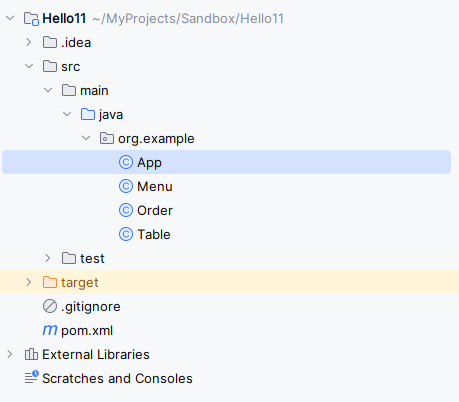 Hello11 ~/MyProjects/Sandbox/Hello11
.idea
src
main
java
org.example
App
Menu
Order
Table
test
target
.gitignore
pom.xml
External Libraries
Scratches and Consoles